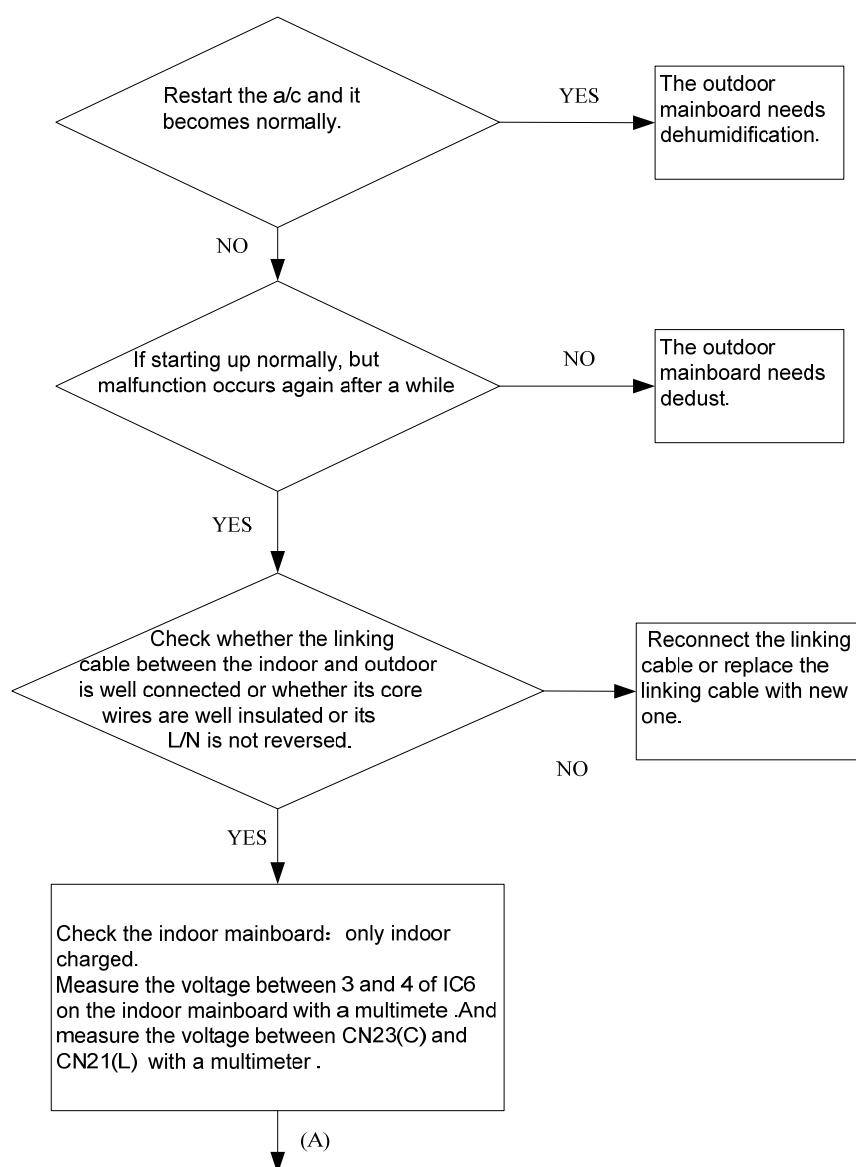 Restart the a/c and it
becomes normally.
YES
The outdoor
mainboard needs
dehumidification.
NO
If starting up normally, but
malfunction occurs again after a while
NO
The outdoor
mainboard needs
dedust.
YES
Check whether the linking
cable between the indoor and outdoor
is well connected or whether its core
wires are well insulated or its
L/N is not reversed.
NO
Reconnect the linking
cable or replace the
linking cable with new
one.
YES
Check the indoor mainboard：only indoor
charged.
Measure the voltage between 3 and 4 of IC6
on the indoor mainboard with a multimete .And
measure the voltage between CN23(C) and
CN21(L) with a multimeter .
(A)